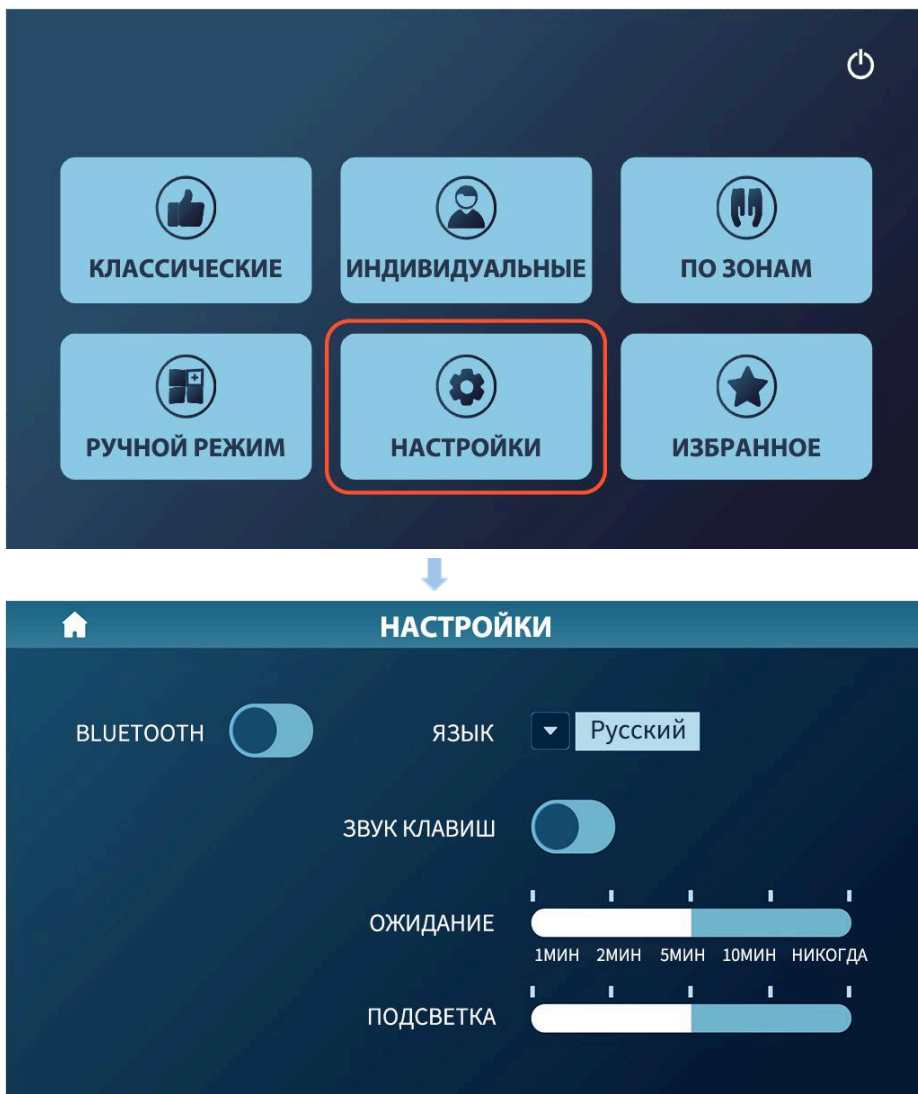 КЛАССИЧЕСКИЕ
ИНДИВИДУАЛЬНЫЕ
ПО ЗОНАМ
РУЧНОЙ РЕЖИМ
НАСТРОЙКИ
ИЗБРАННОЕ
НАСТРОЙКИ
BLUETOOTH
ЯЗЫК
Русский
ЗВУК КЛАВИШ
ОЖИДАНИЕ
1МИН 2МИН 5МИН 10МИН НИКОГДА
ПОДСВЕТКА